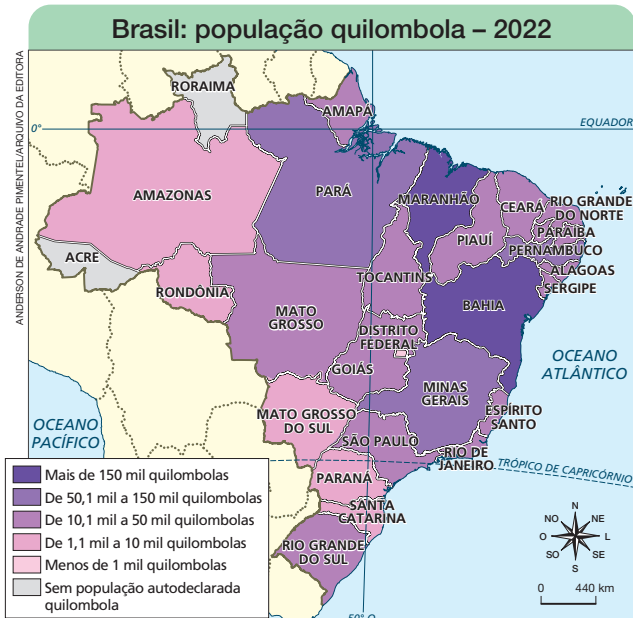 Brasil: população quilombola – 2022
ANDERSON DE ANDRADE PIMENTEL/ARQUIVO DA EDITORA
RORAIMA
AMAPÁ
0°
EQUADOR
AMAZONAS
PARÁ
MARANHÃO
CEARÁ
RIO GRANDE
DO NORTE
PARAÍBA
PIAUÍ
PERNAMBUCO
ACRE
ALAGOAS
TOCANTINS
SERGIPE
RONDÔNIA
BAHIA
MATO
GROSSO
DISTRITO
FEDERAL
GOIÁS
OCEANO
ATLÂNTICO
MINAS
GERAIS
OCEANO
PACÍFICO
MATO GROSSO
DO SUL
ESPÍRITO
SANTO
SÃO PAULO
RIO DE
JANEIRO
TRÓPICO DE CAPRICÓRNIO
PARANÁ
SANTA
CATARINA
RIO GRANDE
DO SUL
Mais de 150 mil quilombolas
De 50,1 mil a 150 mil quilombolas
De 10,1 mil a 50 mil quilombolas
De 1,1 mil a 10 mil quilombolas
Menos de 1 mil quilombolas
Sem população autodeclarada
quilombola
N
NO NE
O L
SO SE
S
0 440 km
50° O